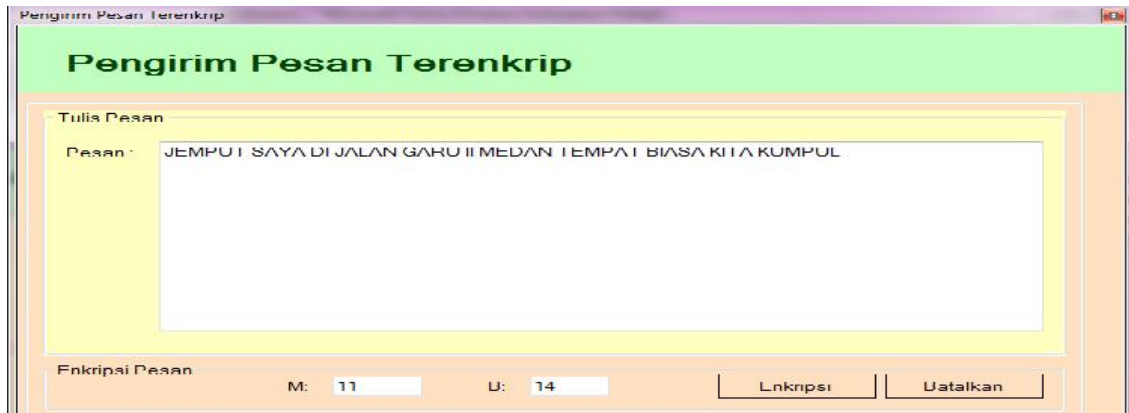 Pengirim Pesan Terenkrip
Pengirim Pesan Terenkrip
Tulis Pesan
Pesan : JEMPUT SAYA DI JALAN GARU II MEDAN TEMPAT BIASA KITA KUMPUL
Enkripsi Pesan
M: 11 B: 14 Enkripsi Batalkan